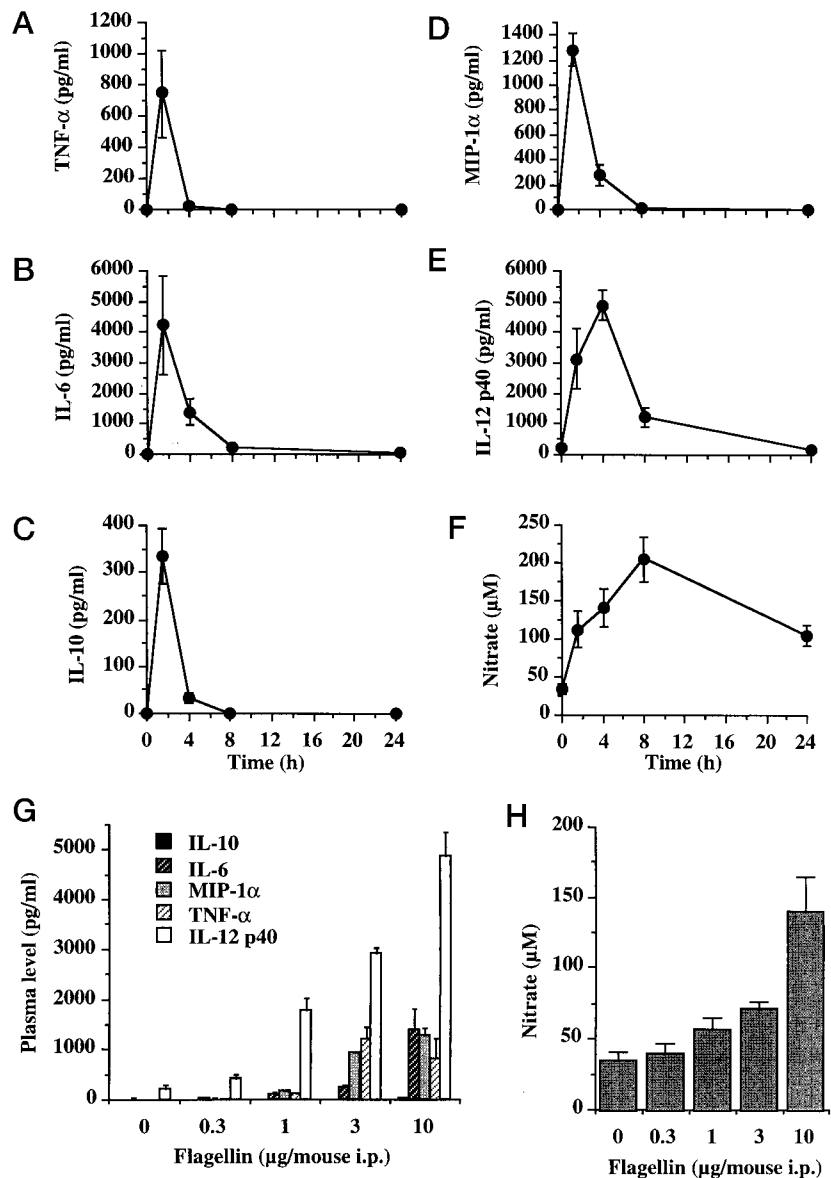 A
TNF-α (pg/ml)
1200
1000
800
600
400
200
0
D
MIP-1α (pg/ml)
1400
1200
1000
800
600
400
200
0
B
IL-6 (pg/ml)
6000
5000
4000
3000
2000
1000
0
E
IL-12 p40 (pg/ml)
6000
5000
4000
3000
2000
1000
0
C
IL-10 (pg/ml)
400
300
200
100
0
0 4 8 12 16 20 24
Time (h)
F
Nitrate (μM)
250
200
150
100
50
0
0 4 8 12 16 20 24
Time (h)
G
Plasma level (pg/ml)
5000
4000
3000
2000
1000
0
IL-10
IL-6
MIP-1α
TNF-α
IL-12 p40
0 0.3 1 3 10
Flagellin (μg/mouse i.p.)
H
Nitrate (μM)
200
150
100
50
0
0 0.3 1 3 10
Flagellin (μg/mouse i.p.)